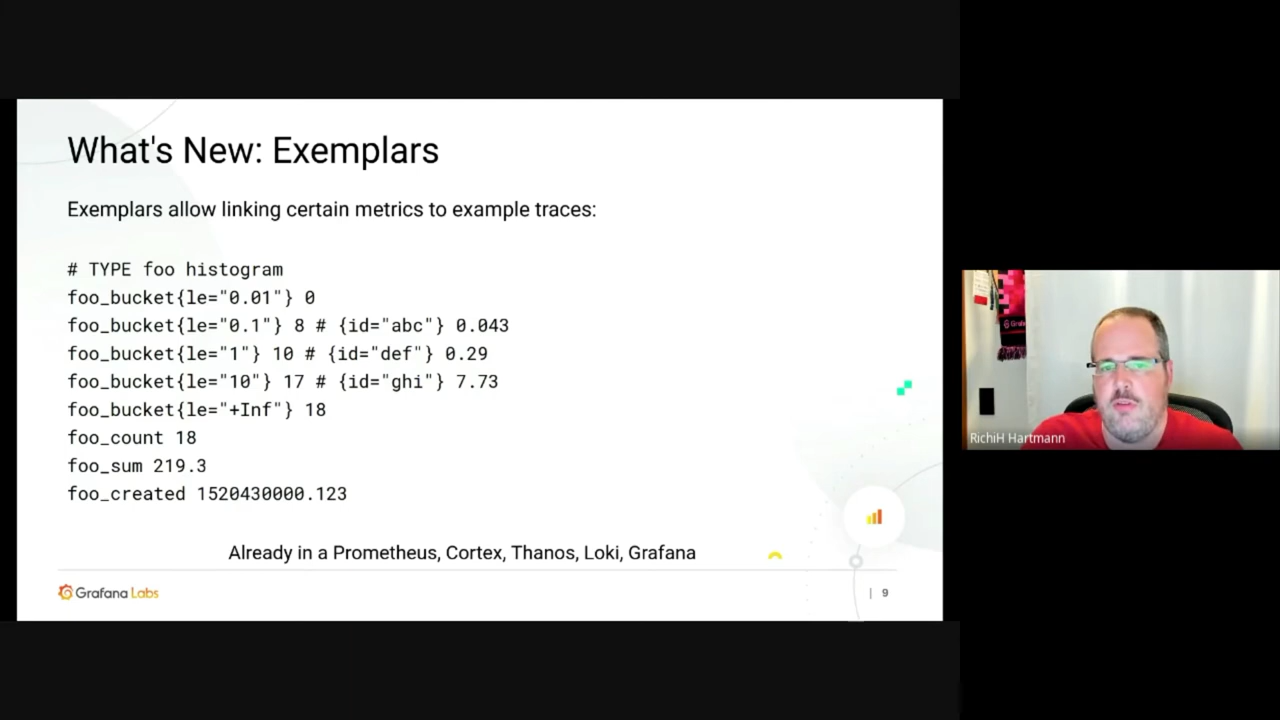 What's New: Exemplars
Exemplars allow linking certain metrics to example traces:
# TYPE foo histogram
foo_bucket{le="0.01"} 0
foo_bucket{le="0.1"} 8 # {id="abc"} 0.043
foo_bucket{le="1"} 10 # {id="def"} 0.29
foo_bucket{le="10"} 17 # {id="ghi"} 7.73
foo_bucket{le="+Inf"} 18
foo_count 18
foo_sum 219.3
foo_created 1520430000.123
Already in a Prometheus, Cortex, Thanos, Loki, Grafana
Grafana Labs
| 9
RichiH Hartmann